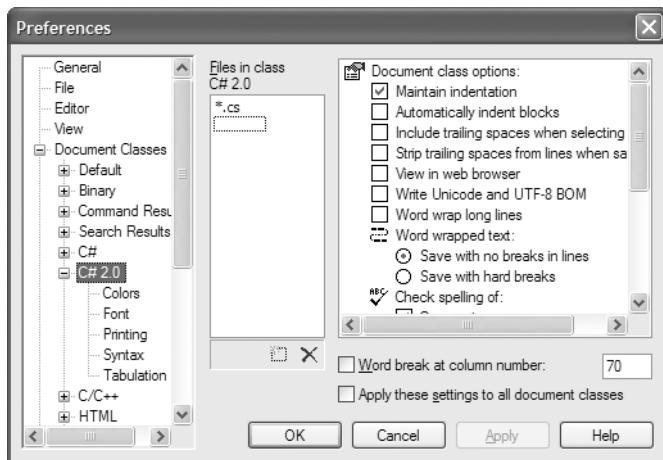 Preferences
General
File
Editor
View
Document Classes
Default
Binary
Command Resu
Search Results
C#
C# 2.0
Colors
Font
Printing
Syntax
Tabulation
C/C++
HTML
Files in class
C# 2.0
*.cs
Document class options:
Maintain indentation
Automatically indent blocks
Include trailing spaces when selecting
Strip trailing spaces from lines when sa
View in web browser
Write Unicode and UTF-8 BOM
Word wrap long lines
Word wrapped text:
Save with no breaks in lines
Save with hard breaks
ABC
Check spelling of:
Word break at column number: 70
Apply these settings to all document classes
OK Cancel Apply Help